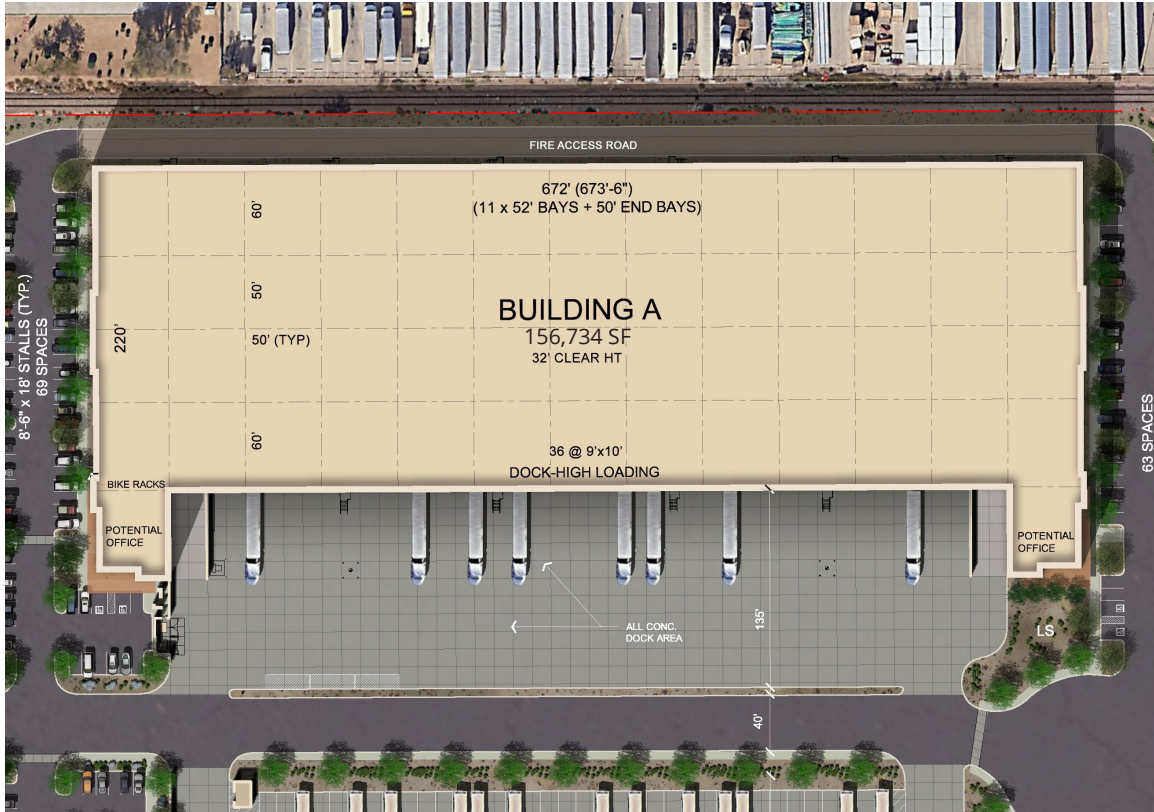 FIRE ACCESS ROAD
672' (673'-6")
(11 x 52' BAYS + 50' END BAYS)
60'
50'
BUILDING A
156,734 SF
32' CLEAR HT
220'
50' (TYP)
8'-6" x 18' STALLS (TYP.)
69 SPACES
63 SPACES
60'
36 @ 9'x10'
DOCK-HIGH LOADING
BIKE RACKS
POTENTIAL
OFFICE
POTENTIAL
OFFICE
ALL CONC.
DOCK AREA
135'
LS
40'